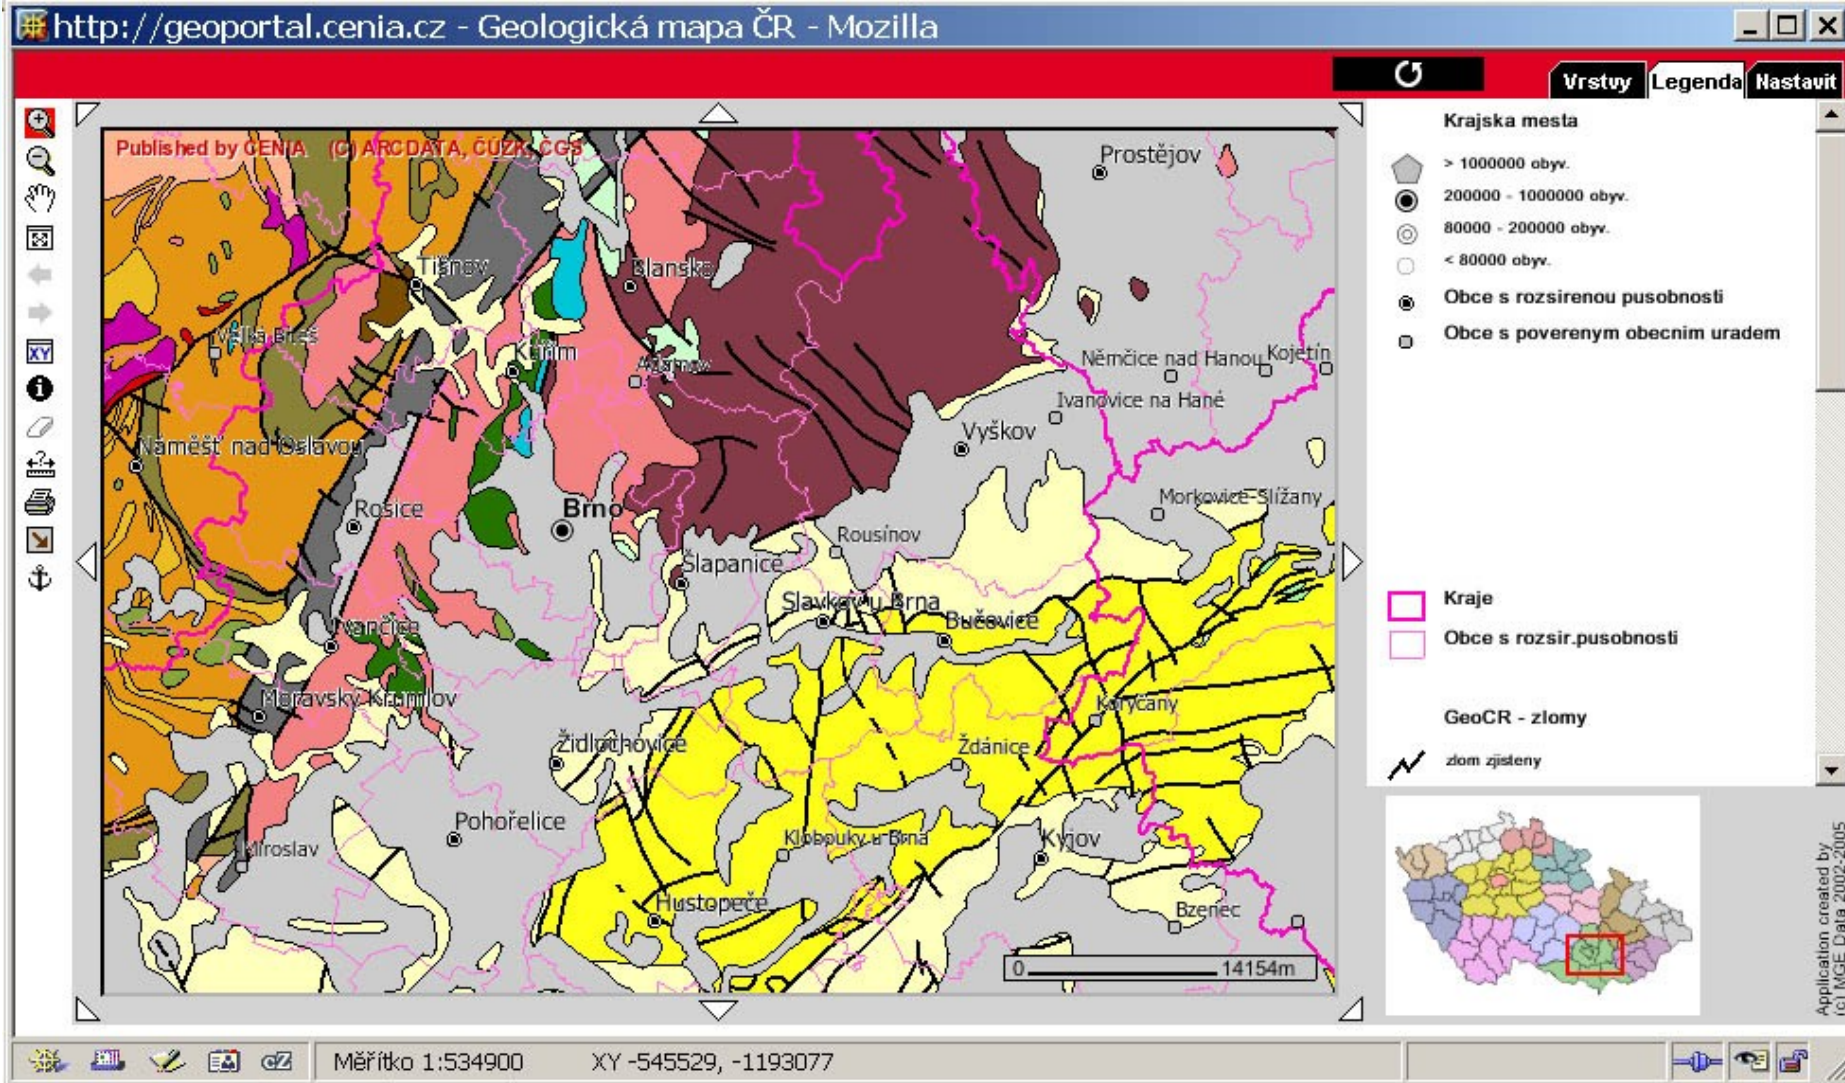 http://geoportal.cenia.cz - Geologická mapa ČR - Mozilla
Vrstvy Legenda Nastavit
Published by CENIA (C) ARCDATA, ČÚZK, ČGS
Prostějov
Tišnov
Blansko
Velká Bíteš
Kuřim
Adamov
Němčice nad Hanou
Kojetín
Ivanovice na Hané
Vyškov
Náměšť nad Oslavou
Rosice
Brno
Morkovice-Slížany
Rousínov
Šlapanice
Slavkov u Brna
Bučovice
Ivančice
Moravský Krumlov
Koryčany
Židlochovice
Ždánice
Pohořelice
Klobouky u Brna
Kyjov
Miroslav
Hustopeče
Bzenec
0 14154m
Krajska mesta
> 1000000 obyv.
200000 - 1000000 obyv.
80000 - 200000 obyv.
< 80000 obyv.
Obce s rozsirenou pusobnosti
Obce s poverenym obecnim uradem
Kraje
Obce s rozsir.pusobnosti
GeoCR - zlomy
zlom zjisteny
Application created by
(c) MGE Data 2002-2005
XY
cZ
Měřítko 1:534900 XY -545529, -1193077